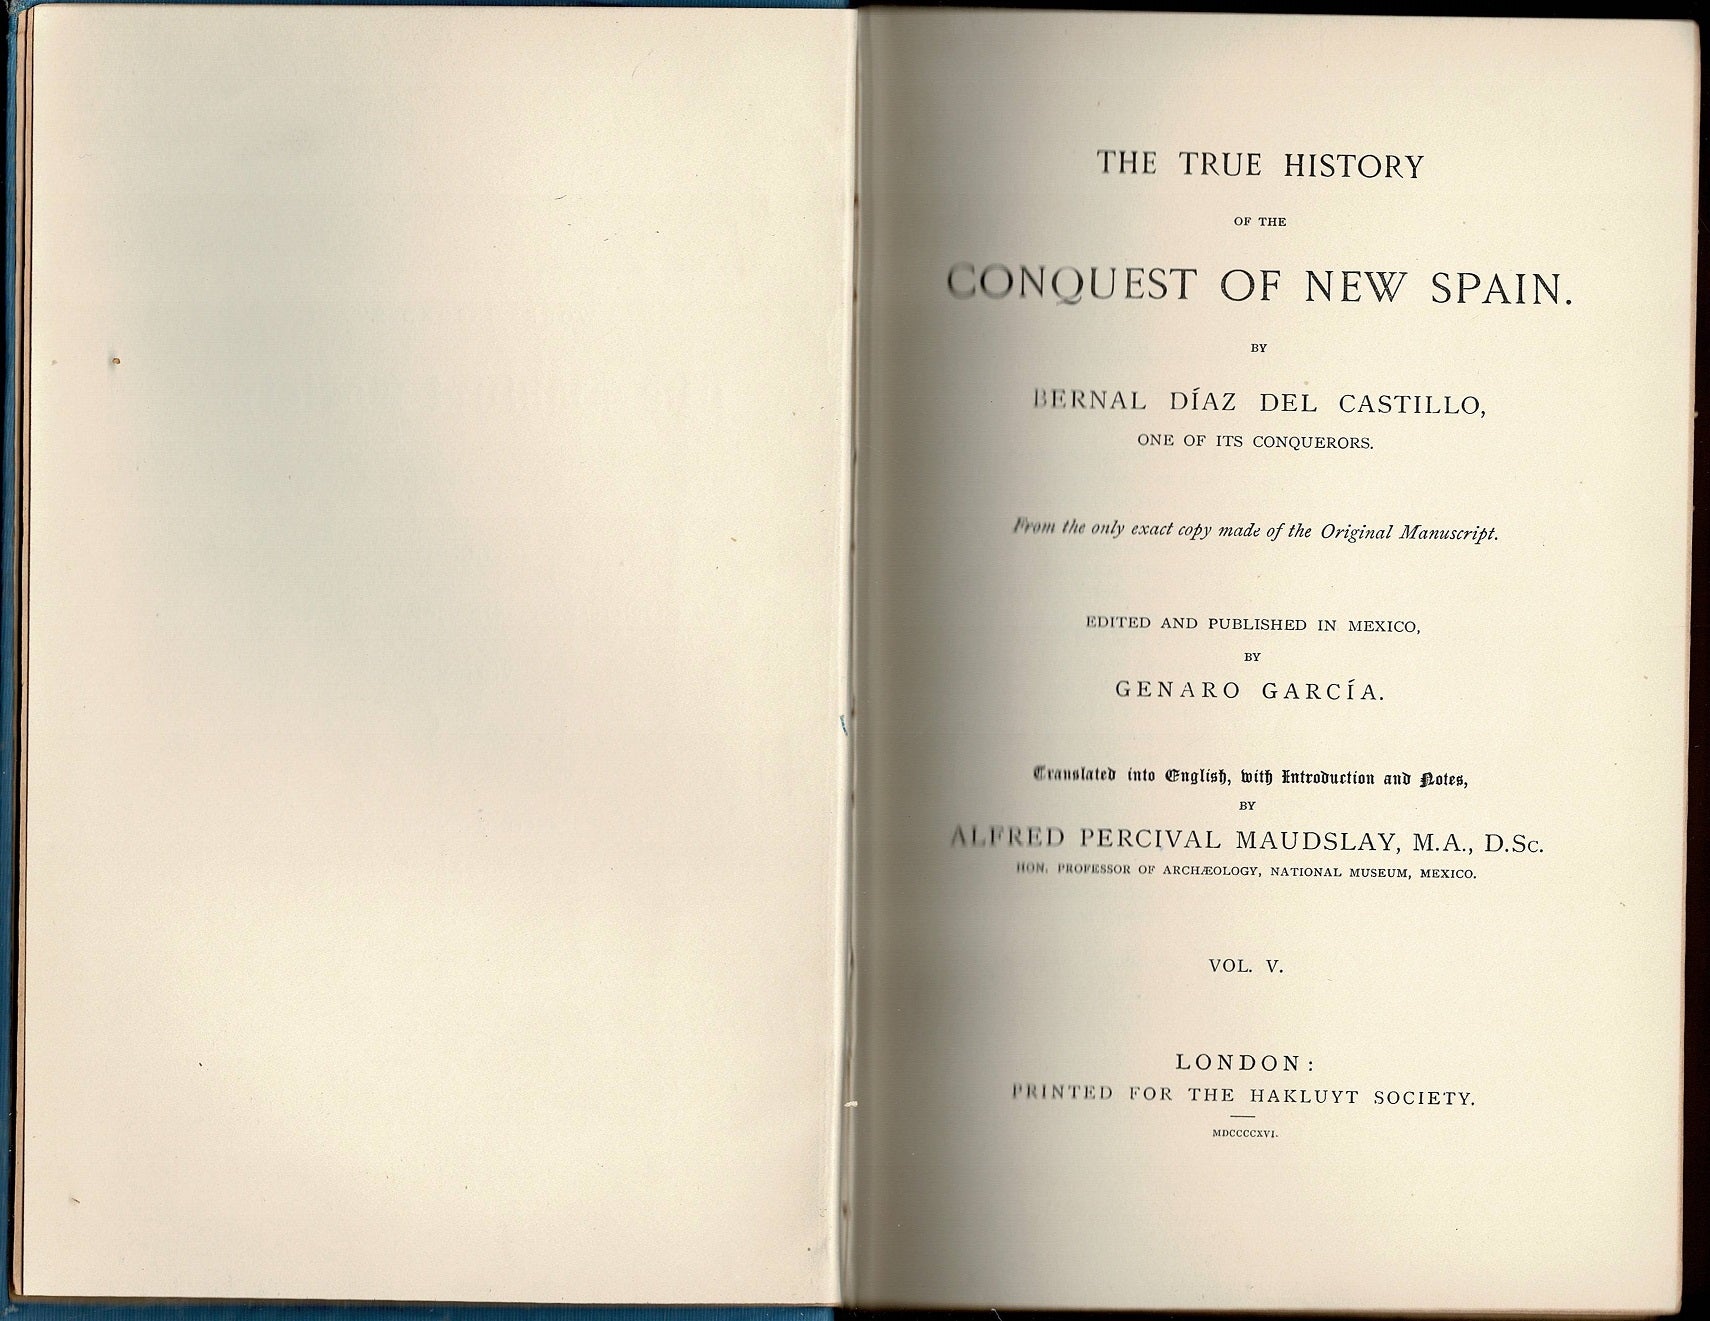 THE TRUE HISTORY
OF THE
CONQUEST OF NEW SPAIN.
BY
BERNAL DÍAZ DEL CASTILLO,
ONE OF ITS CONQUERORS.
From the only exact copy made of the Original Manuscript.
EDITED AND PUBLISHED IN MEXICO,
BY
GENARO GARCÍA.
Translated into English, with Introduction and Notes,
BY
ALFRED PERCIVAL MAUDSLAY, M.A., D.Sc.
HON. PROFESSOR OF ARCHÆOLOGY, NATIONAL MUSEUM, MEXICO.
VOL. V.
LONDON:
PRINTED FOR THE HAKLUYT SOCIETY.
MDCCCCXVI.